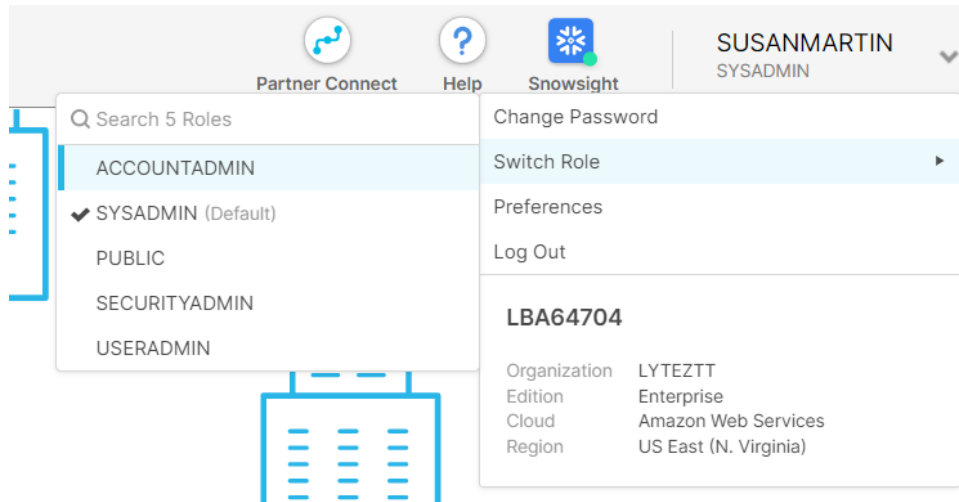 Partner Connect
Help
Snowsight
SUSANMARTIN
SYSADMIN
Search 5 Roles
ACCOUNTADMIN
SYSADMIN (Default)
PUBLIC
SECURITYADMIN
USERADMIN
Change Password
Switch Role
Preferences
Log Out
LBA64704
Organization LYTEZTT
Edition Enterprise
Cloud Amazon Web Services
Region US East (N. Virginia)